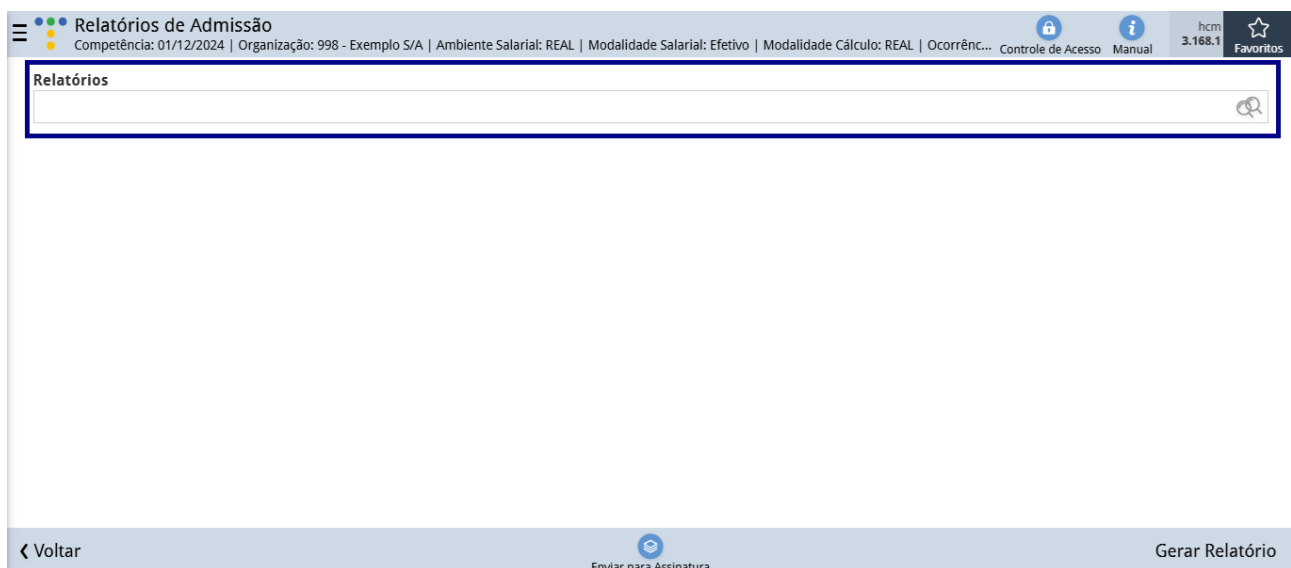 Relatórios de Admissão
Competência: 01/12/2024 | Organização: 998 - Exemplo S/A | Ambiente Salarial: REAL | Modalidade Salarial: Efetivo | Modalidade Cálculo: REAL | Ocorrênc...
Controle de Acesso
Manual
hcm
3.168.1
Favoritos
Relatórios
Voltar
Enviar para Assinatura
Gerar Relatório